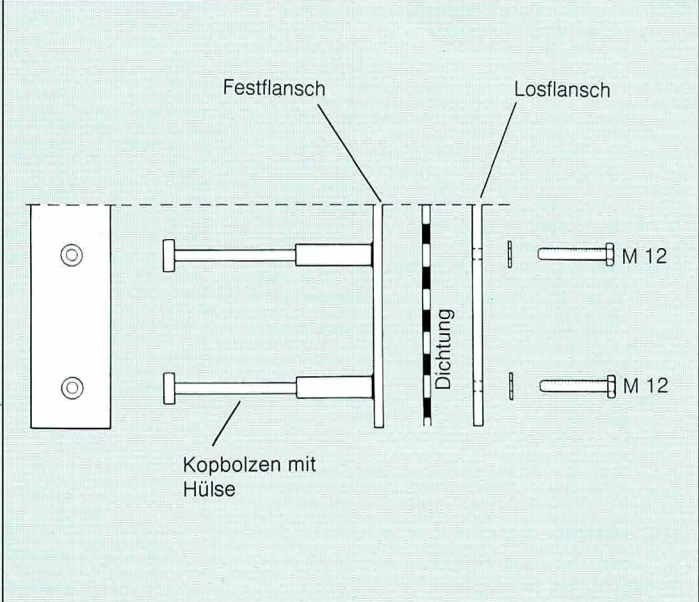 Festflansch
Losflansch
M 12
Dichtung
M 12
Kopbolzen mit
Hülse